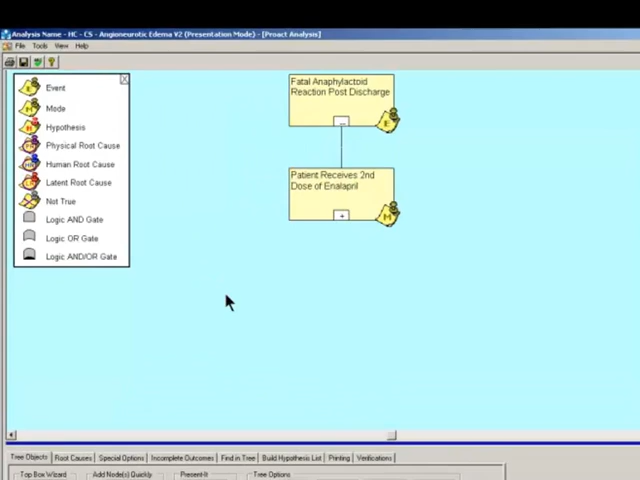 Analysis Name - HC - CS - Angioneurotic Edema V2 (Presentation Mode) - [Proact Analysis]
File Tools View Help
Event
Mode
Hypothesis
Physical Root Cause
Human Root Cause
Latent Root Cause
Not True
Logic AND Gate
Logic OR Gate
Logic AND/OR Gate
Fatal Anaphylactoid
Reaction Post Discharge
E
Patient Receives 2nd
Dose of Enalapril
M
Tree Objects Root Causes Special Options Incomplete Outcomes Find in Tree Build Hypothesis List Printing Verifications
Top Box Wizard Add Node(s) Quickly Present-It Tree Options